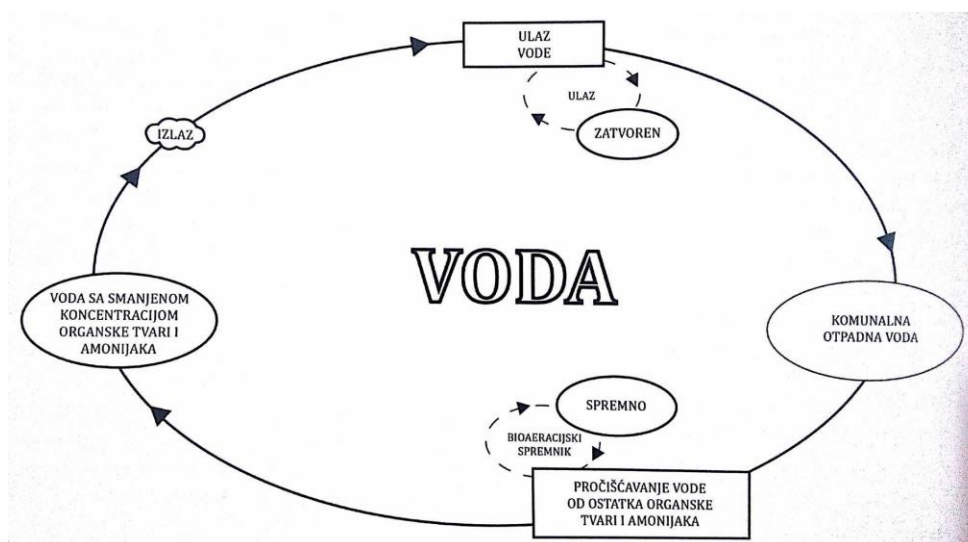 ULAZ
VODE
ULAZ
ZATVOREN
IZLAZ
VODA
VODA SA SMANJENOM
KONCENTRACIJOM
ORGANSKE TVARI I
AMONIJAKA
KOMUNALNA
OTPADNA VODA
SPREMNO
BIOAERACIJSKI
SPREMNIK
PROČIŠĆAVANJE VODE
OD OSTATKA ORGANSKE
TVARI I AMONIJAKA